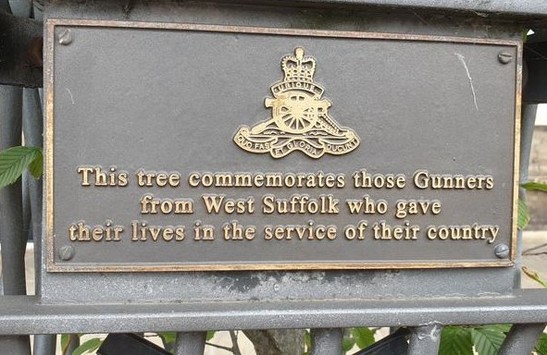 UBIQUE
QUO FAS
ET GLORIA
DUCUNT
This tree commemorates those Gunners
from West Suffolk who gave
their lives in the service of their country